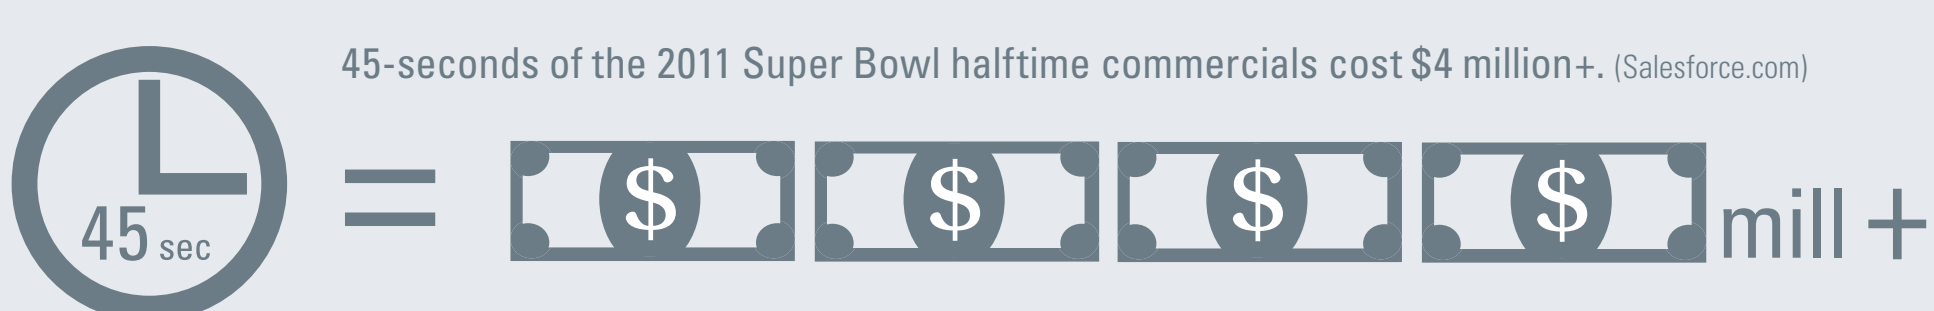 45-seconds of the 2011 Super Bowl halftime commercials cost $4 million+. (Salesforce.com)
45 sec = $ $ $ $ mill +